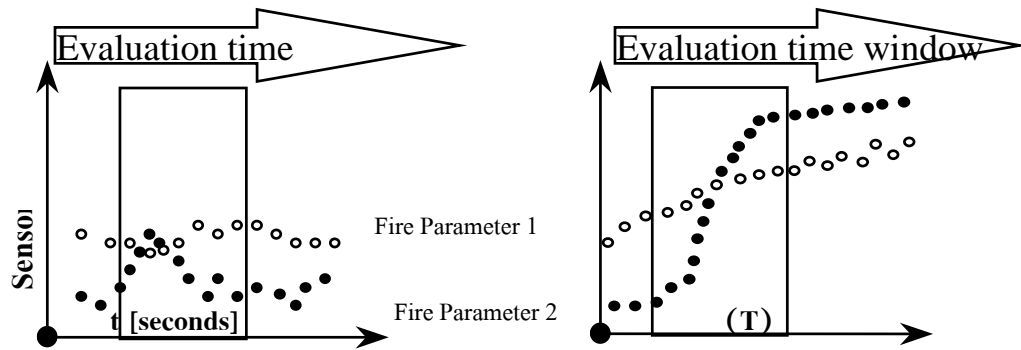 Evaluation time
Evaluation time window
Fire Parameter 1
Fire Parameter 2
t [seconds]
(T)